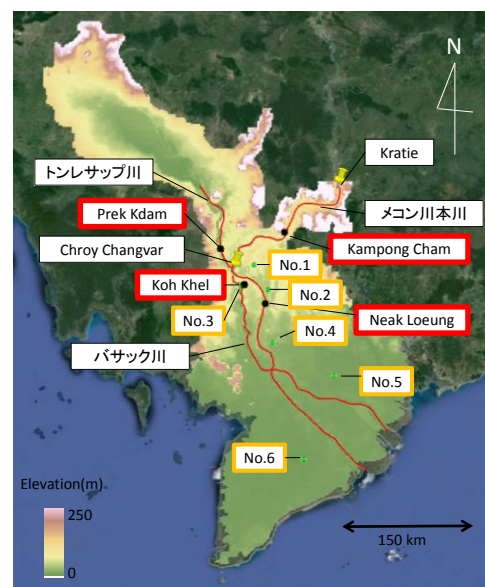 N
Kratie
トンレサップ川
メコン川本川
Prek Kdam
Kampong Cham
Chroy Changvar
No.1
Koh Khel
No.2
No.3
Neak Loeung
No.4
バサック川
No.5
No.6
Elevation(m)
250
0
150 km